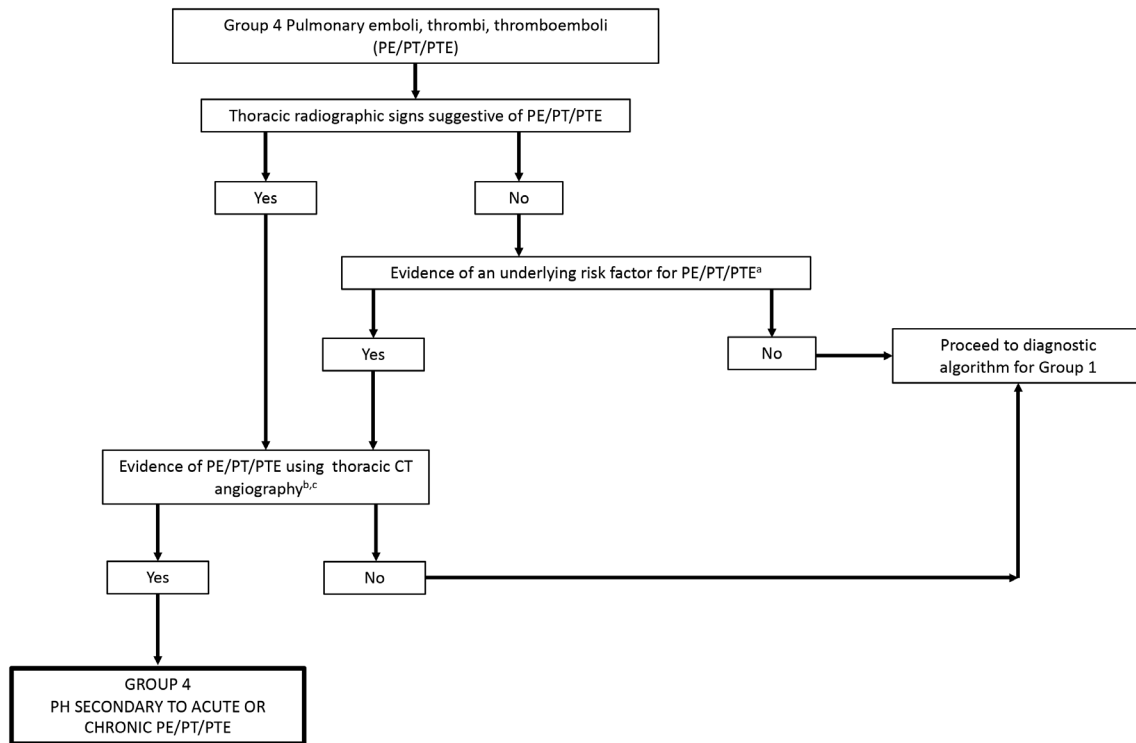 Group 4 Pulmonary emboli, thrombi, thromboemboli
(PE/PT/PTE)
Thoracic radiographic signs suggestive of PE/PT/PTE
Yes
No
Evidence of an underlying risk factor for PE/PT/PTEᵃ
Yes
No
Proceed to diagnostic
algorithm for Group 1
Evidence of PE/PT/PTE using thoracic CT
angiographyᵇ,ᶜ
Yes
No
GROUP 4
PH SECONDARY TO ACUTE OR
CHRONIC PE/PT/PTE